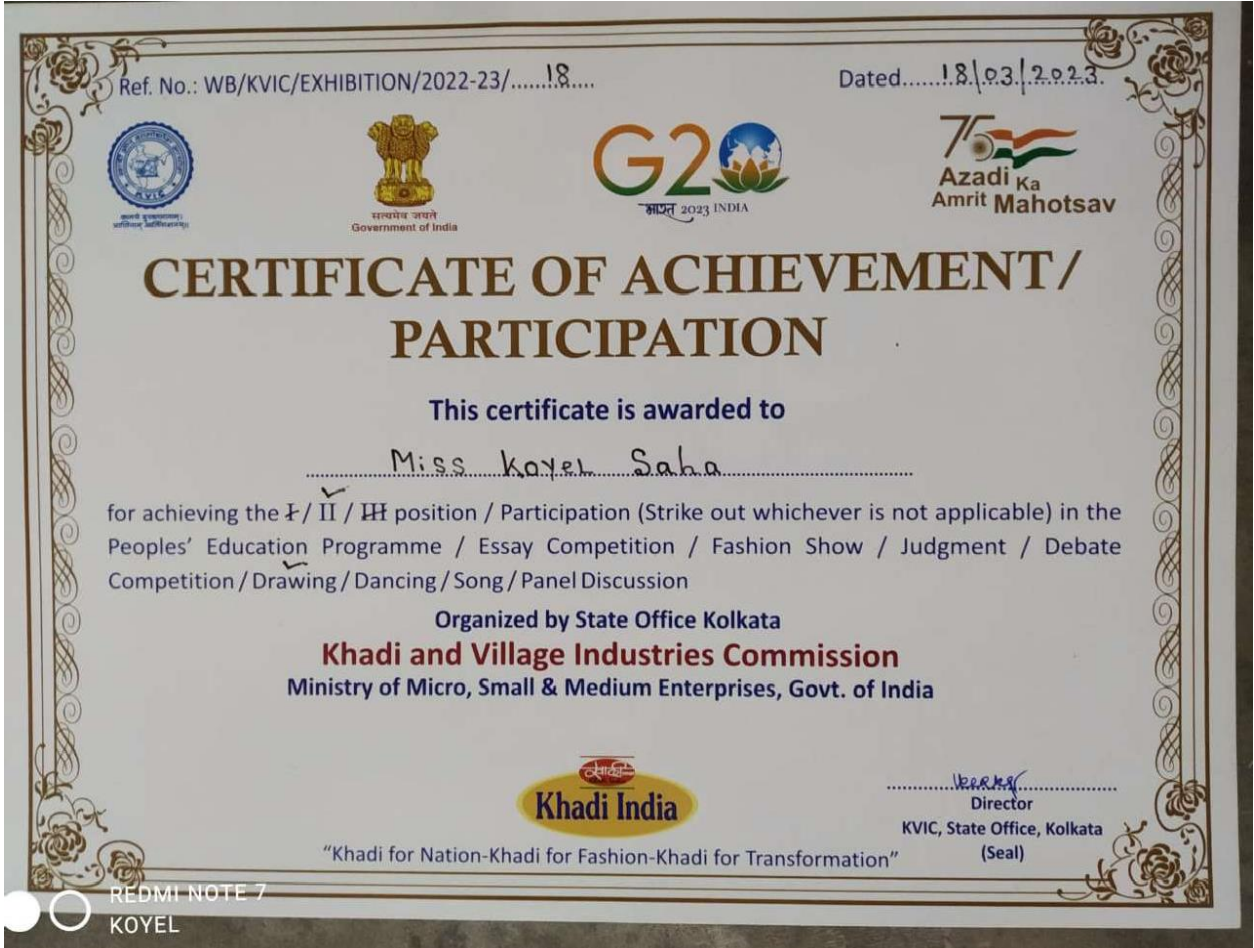 Ref. No.: WB/KVIC/EXHIBITION/2022-23/........18....
Dated.......18/03/2023.
KVIC
सत्यमेव जयते
Government of India
G20
भारत 2023 INDIA
75
Azadi Ka
Amrit Mahotsav
CERTIFICATE OF ACHIEVEMENT/
PARTICIPATION
This certificate is awarded to
Miss Koyel Saha
for achieving the I / II / III position / Participation (Strike out whichever is not applicable) in the
Peoples' Education Programme / Essay Competition / Fashion Show / Judgment / Debate
Competition / Drawing / Dancing / Song / Panel Discussion
Organized by State Office Kolkata
Khadi and Village Industries Commission
Ministry of Micro, Small & Medium Enterprises, Govt. of India
Khadi India
Director
KVIC, State Office, Kolkata
(Seal)
"Khadi for Nation-Khadi for Fashion-Khadi for Transformation"
REDMI NOTE 7
KOYEL